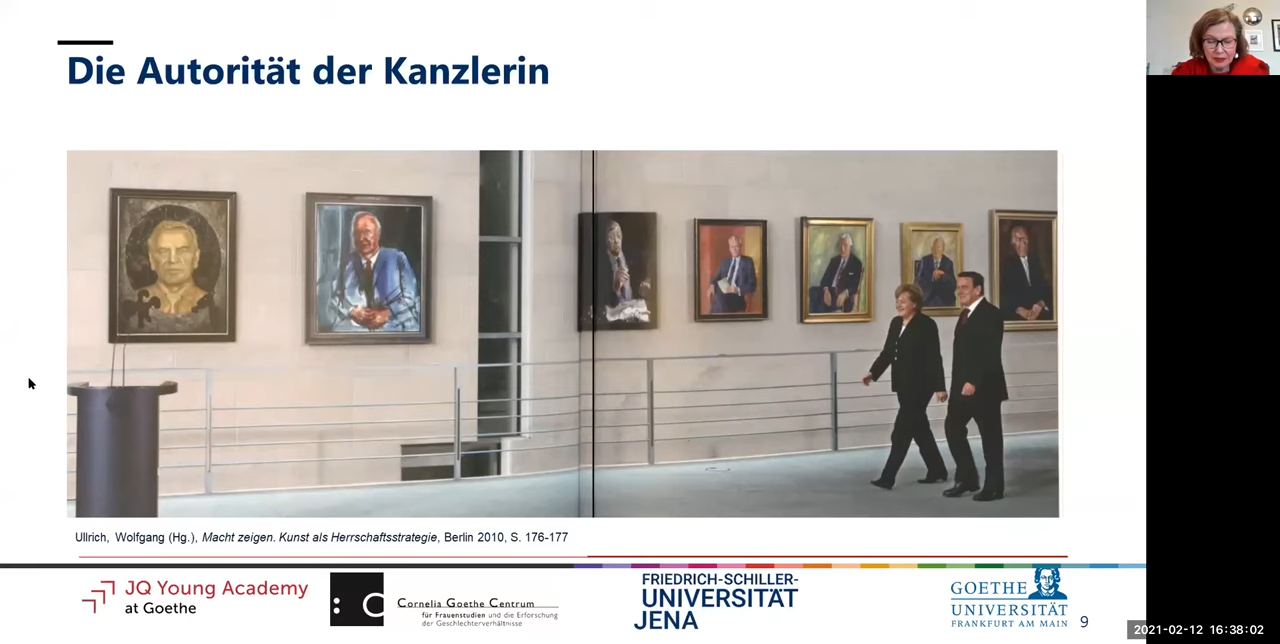 Die Autorität der Kanzlerin
Ullrich, Wolfgang (Hg.), Macht zeigen. Kunst als Herrschaftsstrategie, Berlin 2010, S. 176-177
JQ Young Academy
at Goethe
: C
Cornelia Goethe Centrum
für Frauenstudien und die Erforschung
der Geschlechterverhältnisse
FRIEDRICH-SCHILLER-
UNIVERSITÄT
JENA
GOETHE
UNIVERSITÄT
FRANKFURT AM MAIN
9
2021-02-12 16:38:02